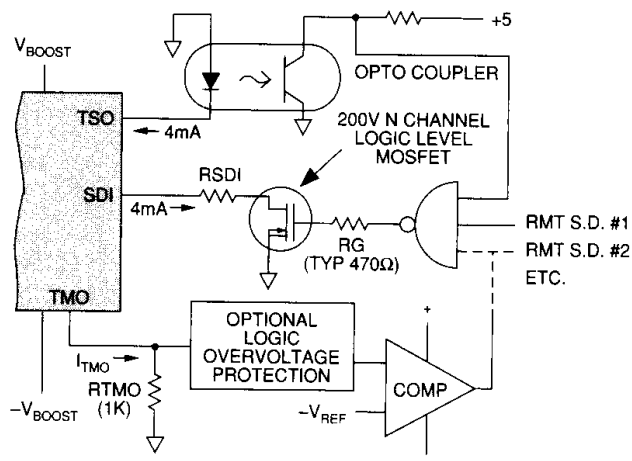 +5
V_BOOST
OPTO COUPLER
TSO
4mA
200V N CHANNEL
LOGIC LEVEL
MOSFET
RSDI
SDI
4mA
RMT S.D. #1
RG
(TYP 470Ω)
RMT S.D. #2
ETC.
TMO
OPTIONAL
LOGIC
OVERVOLTAGE
PROTECTION
+
I_TMO
RTMO
(1K)
COMP
–V_REF
–V_BOOST